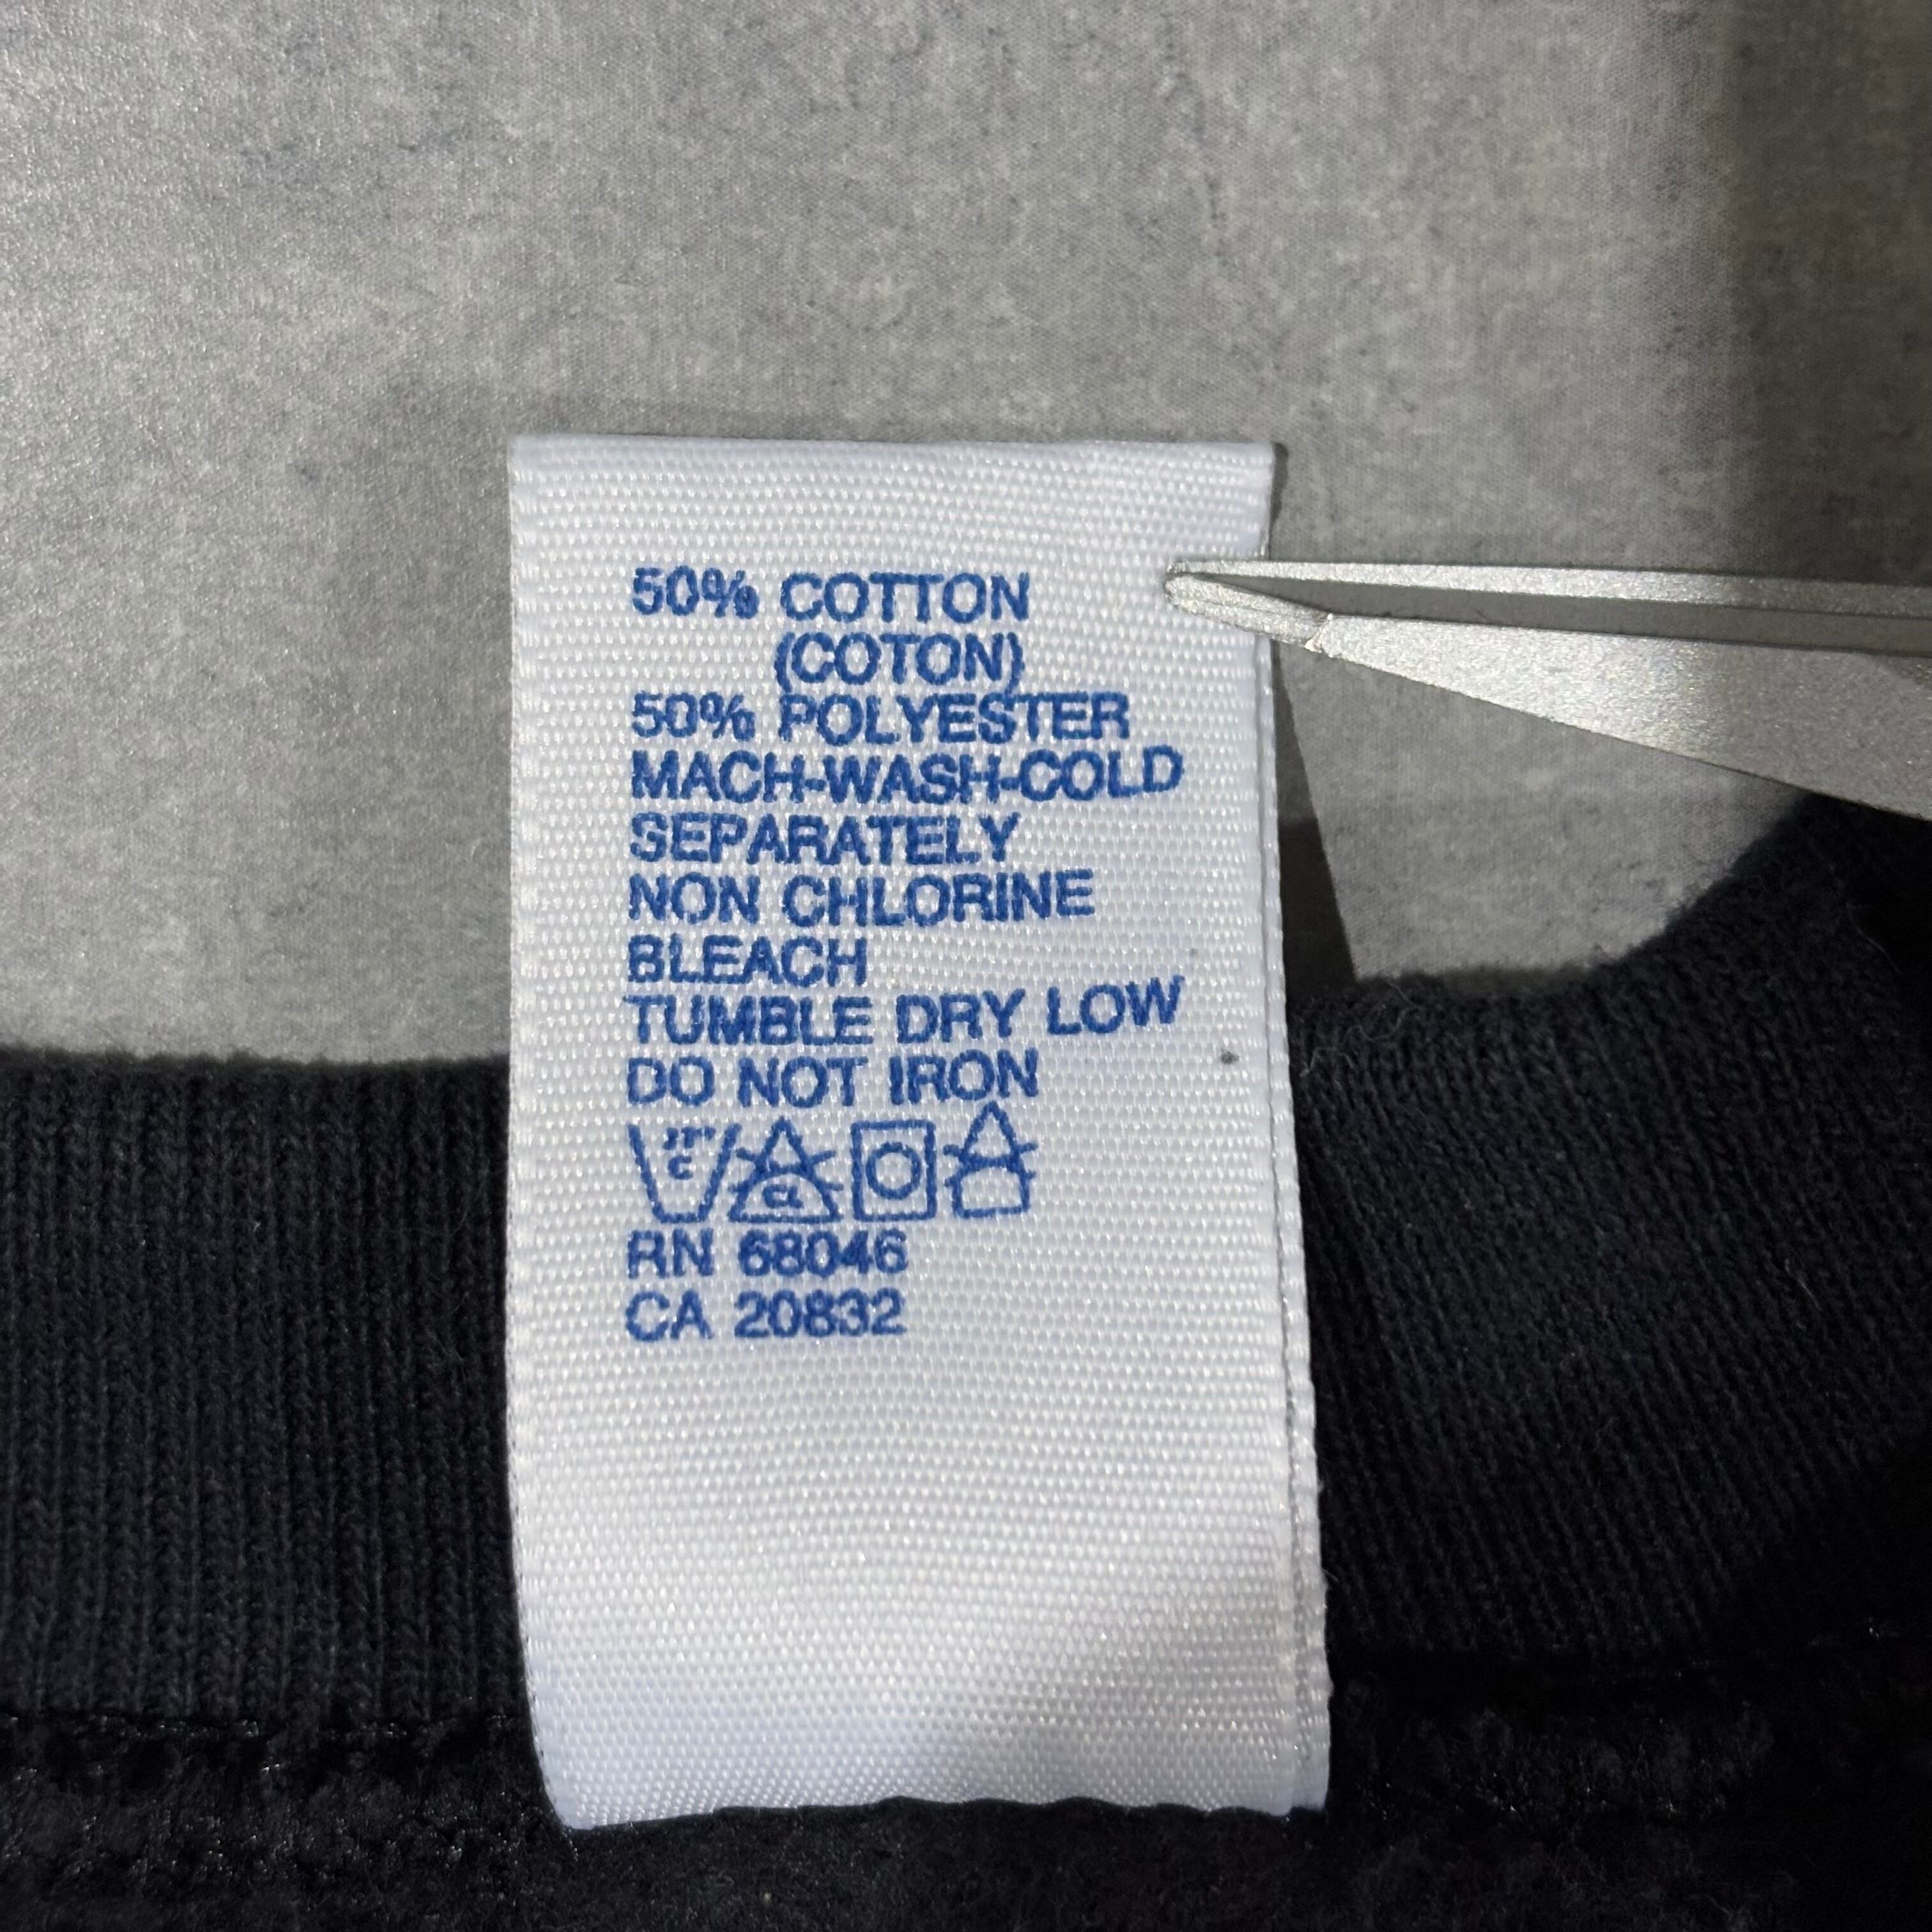 50% COTTON
(COTON)
50% POLYESTER
MACH-WASH-COLD
SEPARATELY
NON CHLORINE
BLEACH
TUMBLE DRY LOW
DO NOT IRON
C
CL
RN 68046
CA 20832